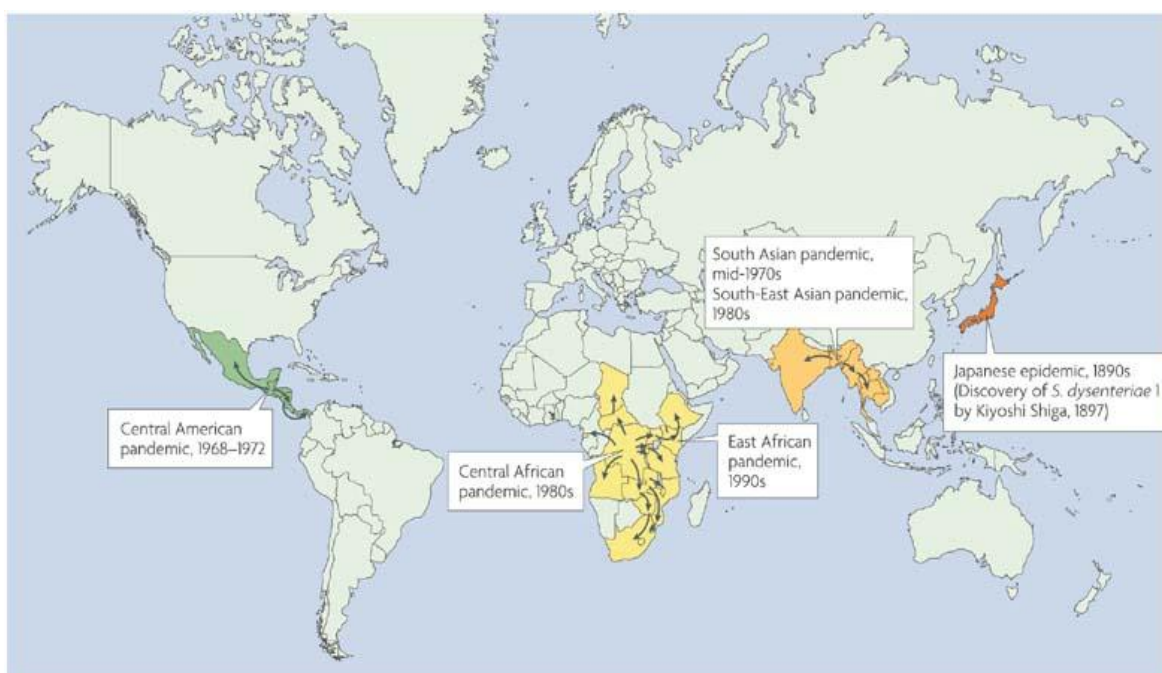 South Asian pandemic,
mid-1970s
South-East Asian pandemic,
1980s
Japanese epidemic, 1890s
(Discovery of S. dysenteriae 1
by Kiyoshi Shiga, 1897)
Central American
pandemic, 1968–1972
Central African
pandemic, 1980s
East African
pandemic,
1990s